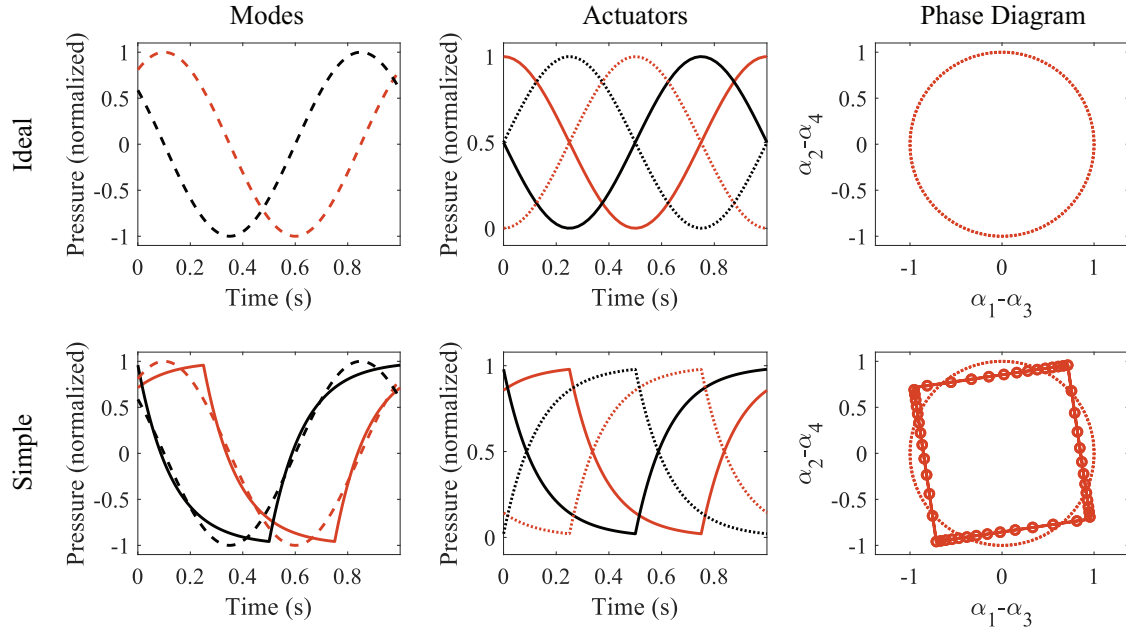 Modes
Actuators
Phase Diagram
Ideal
Pressure (normalized)
1
0.5
0
-0.5
-1
0 0.2 0.4 0.6 0.8
Time (s)
Pressure (normalized)
1
0.5
0
0 0.2 0.4 0.6 0.8
Time (s)
α2-α4
1
0.5
0
-0.5
-1
-1 0 1
α1-α3
Simple
Pressure (normalized)
1
0.5
0
-0.5
-1
0 0.2 0.4 0.6 0.8
Time (s)
Pressure (normalized)
1
0.5
0
0 0.2 0.4 0.6 0.8
Time (s)
α2-α4
1
0.5
0
-0.5
-1
-1 0 1
α1-α3